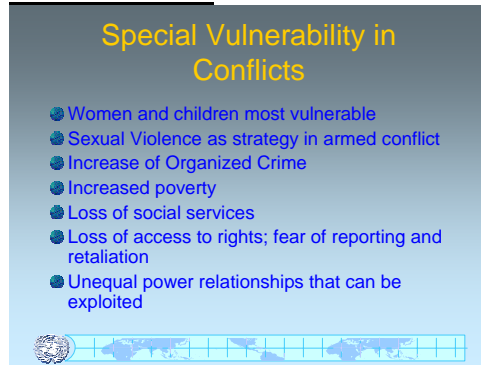 Special Vulnerability in
Conflicts
Women and children most vulnerable
Sexual Violence as strategy in armed conflict
Increase of Organized Crime
Increased poverty
Loss of social services
Loss of access to rights; fear of reporting and
retaliation
Unequal power relationships that can be
exploited